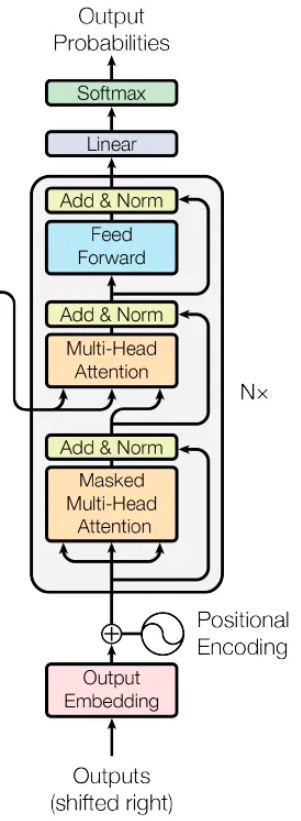 Output
Probabilities
Softmax
Linear
Add & Norm
Feed
Forward
Add & Norm
Multi-Head
Attention
N×
Add & Norm
Masked
Multi-Head
Attention
Positional
Encoding
Output
Embedding
Outputs
(shifted right)